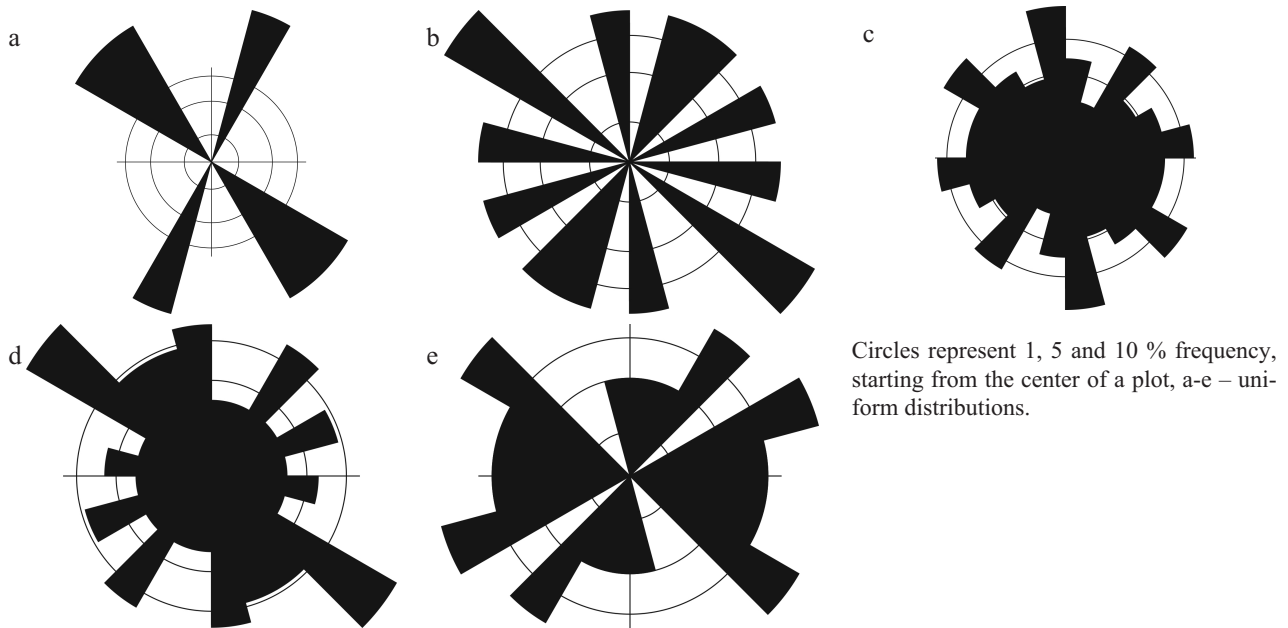 a
b
c
d
e
Circles represent 1, 5 and 10 % frequency,
starting from the center of a plot, a-e – uni-
form distributions.